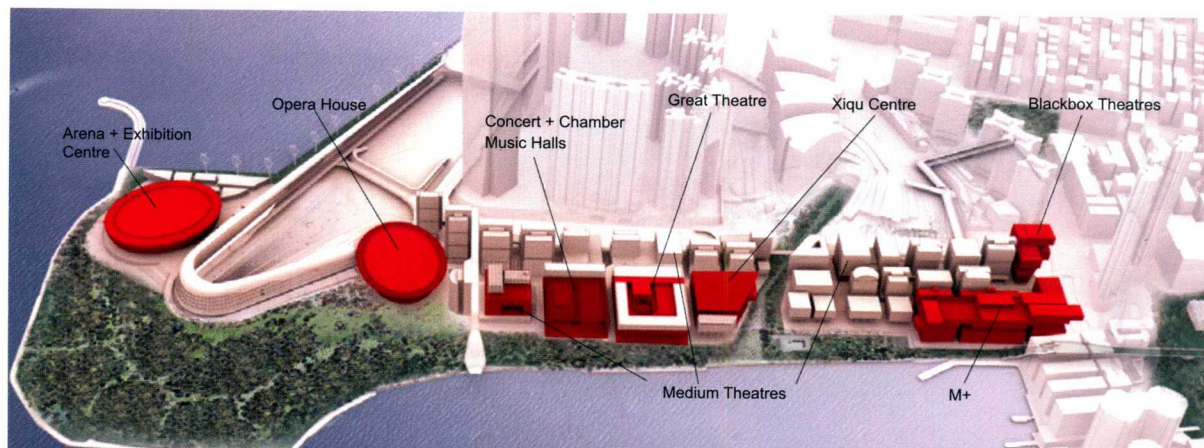 Arena + Exhibition
Centre
Opera House
Concert + Chamber
Music Halls
Great Theatre
Xiqu Centre
Blackbox Theatres
Medium Theatres
M+